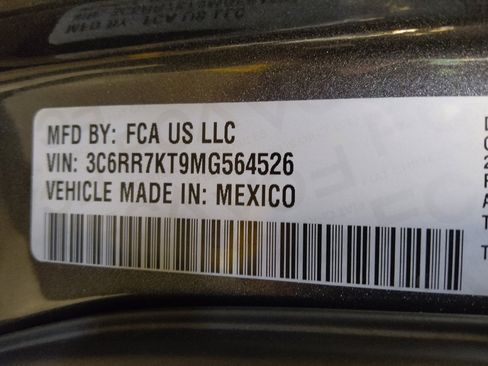 MFD BY: FCA US LLC
VIN: 3C6RR7KT9MG564526
VEHICLE MADE IN: MEXICO